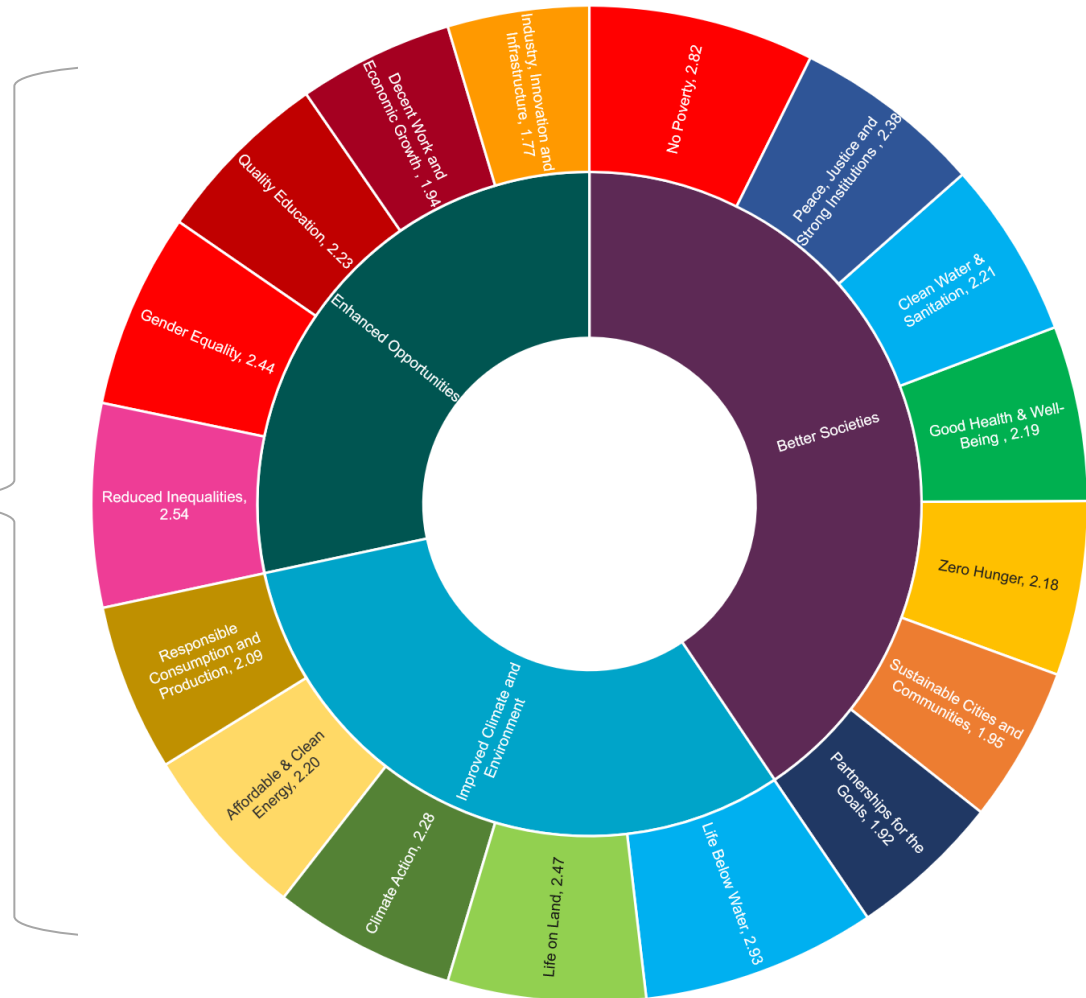 No Poverty, 2.82
Peace, Justice and
Strong Institutions , 2.38
Clean Water &
Sanitation, 2.21
Good Health & Well-
Being , 2.19
Zero Hunger, 2.18
Sustainable Cities and
Communities, 1.95
Partnerships for the
Goals, 1.92
Life Below Water, 2.93
Life on Land, 2.47
Climate Action, 2.28
Affordable & Clean
Energy, 2.20
Responsible
Consumption and
Production, 2.09
Reduced Inequalities,
2.54
Gender Equality, 2.44
Quality Education, 2.23
Decent Work and
Economic Growth , 1.94
Industry, Innovation and
Infrastructure, 1.77
Better Societies
Improved Climate and
Environment
Enhanced Opportunities